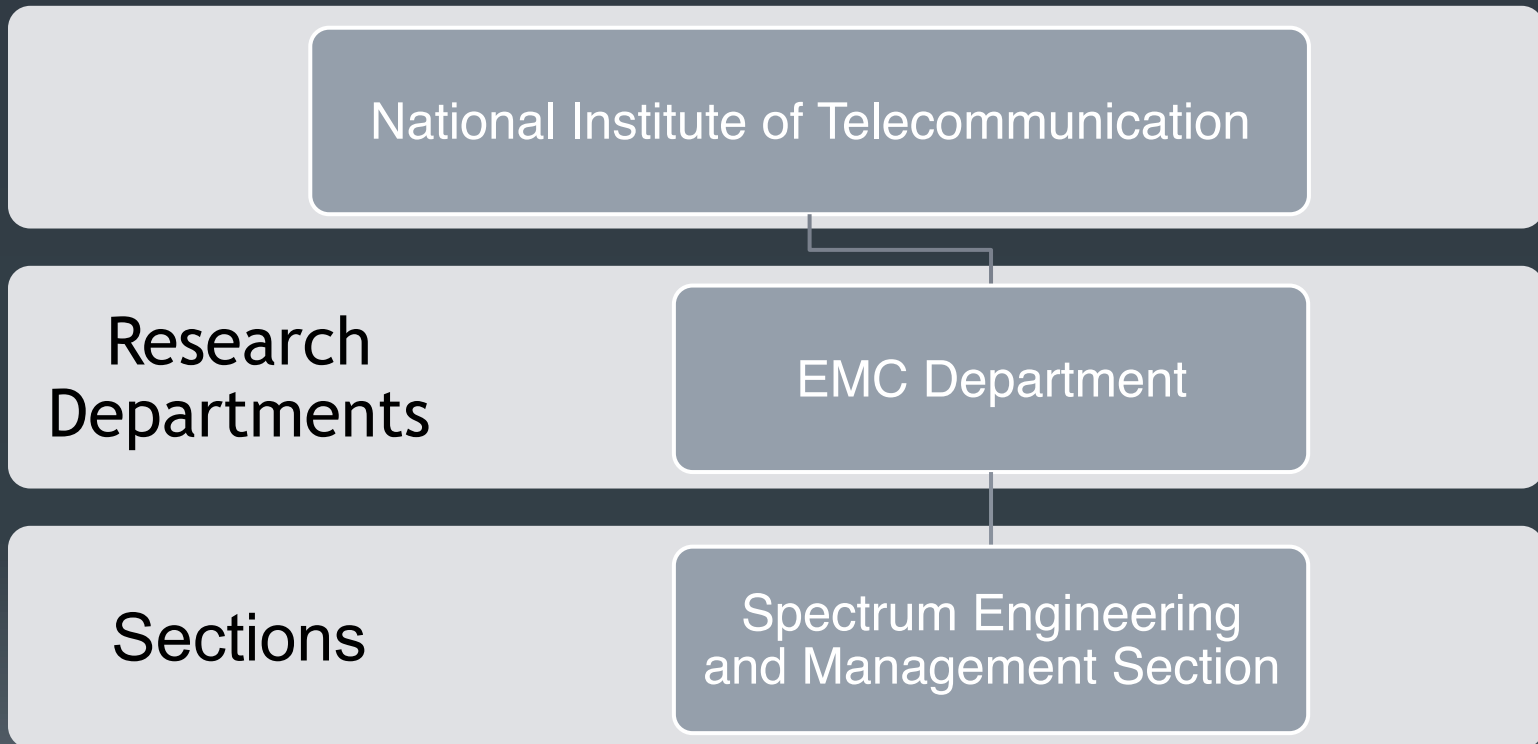 National Institute of Telecommunication
Research
Departments
EMC Department
Sections
Spectrum Engineering
and Management Section